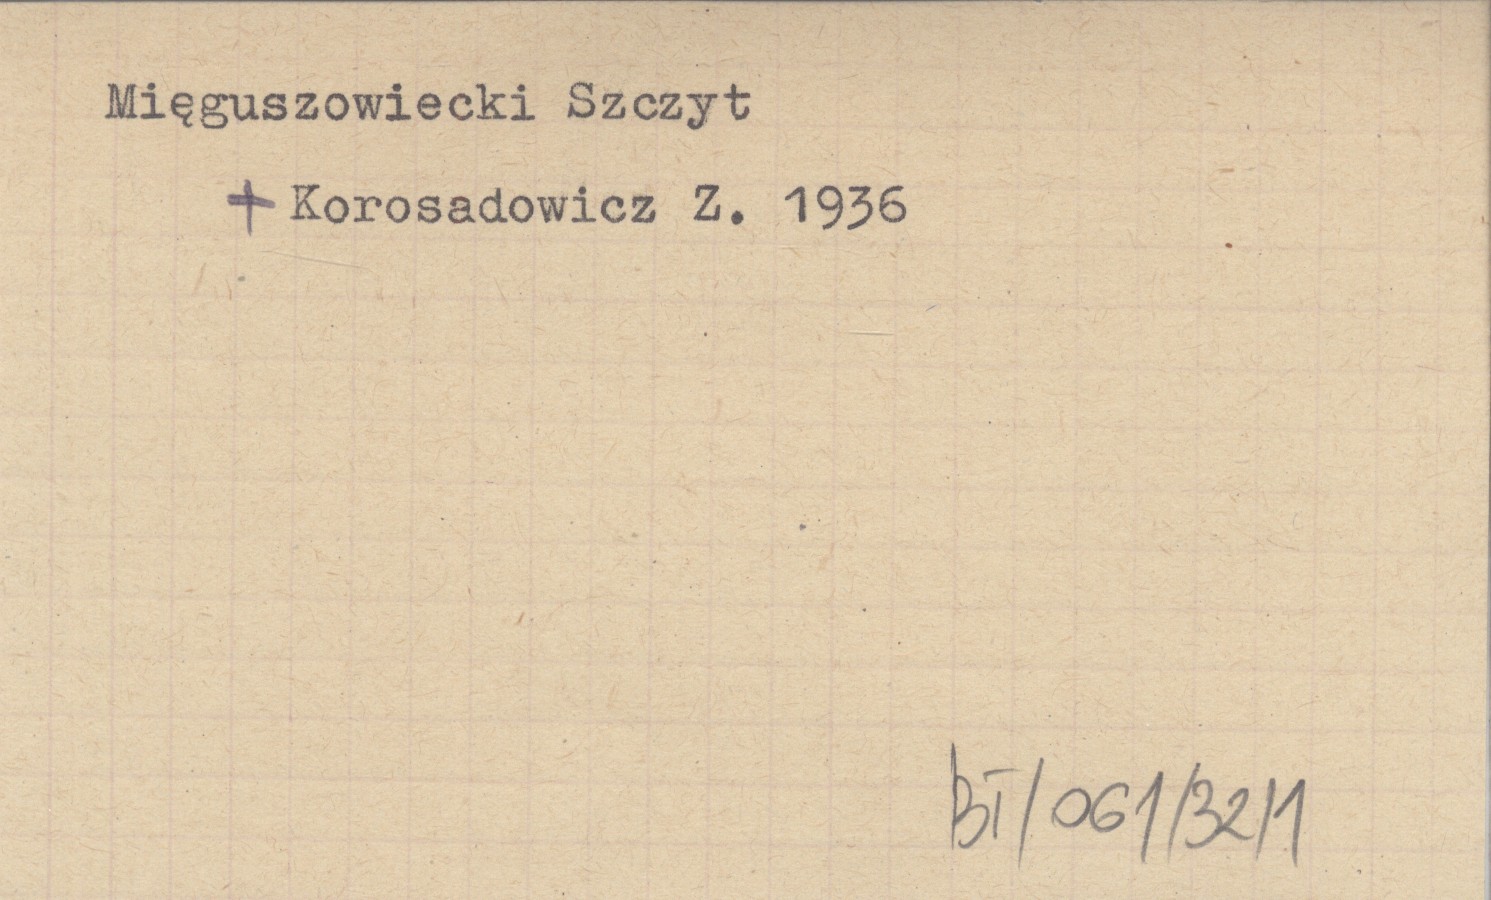 Mięguszowiecki Szczyt
+ Korosadowicz Z. 1936
BT/061/32/1